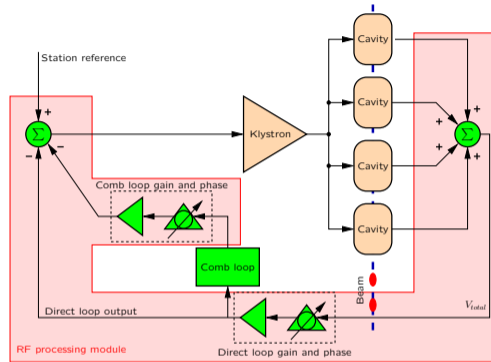 Station reference
+
Σ
−
−
Klystron
Cavity
Cavity
Cavity
Cavity
+
+
+
+
Σ
Comb loop gain and phase
Comb loop
Beam
V_total
Direct loop output
Direct loop gain and phase
RF processing module